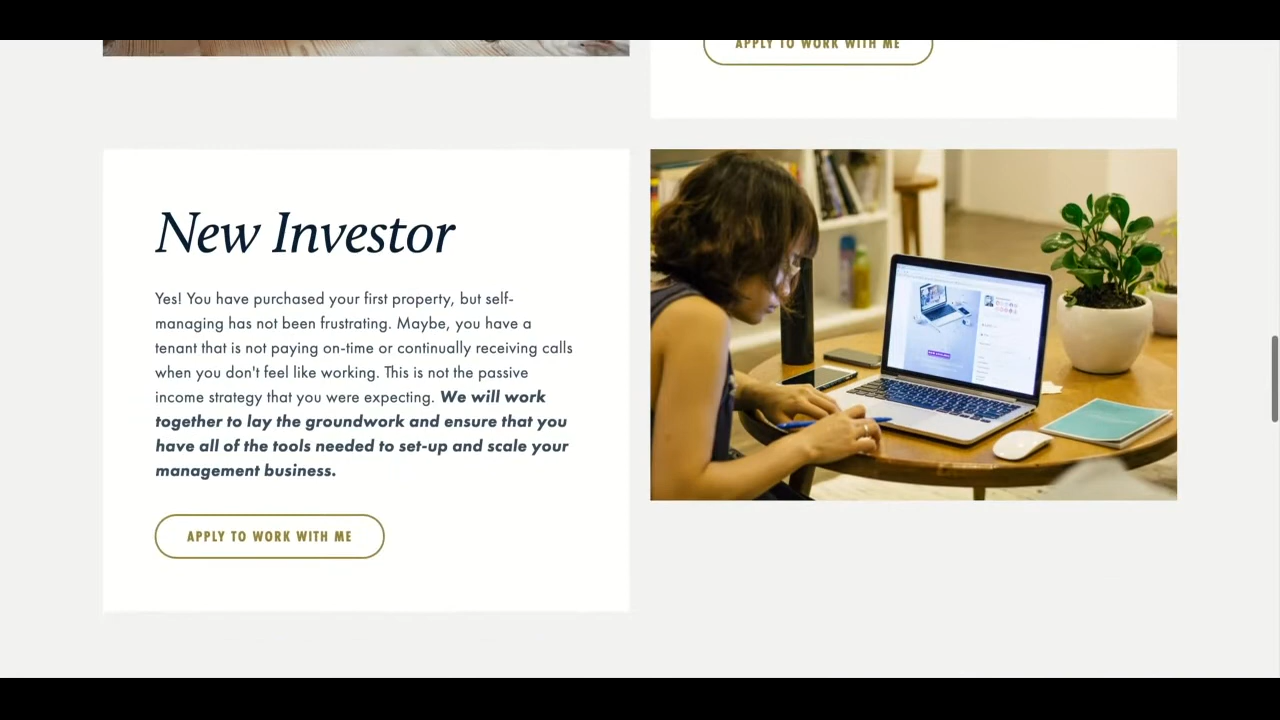 APPLY TO WORK WITH ME
New Investor
Yes! You have purchased your first property, but self-
managing has not been frustrating. Maybe, you have a
tenant that is not paying on-time or continually receiving calls
when you don't feel like working. This is not the passive
income strategy that you were expecting. We will work
together to lay the groundwork and ensure that you
have all of the tools needed to set-up and scale your
management business.
APPLY TO WORK WITH ME